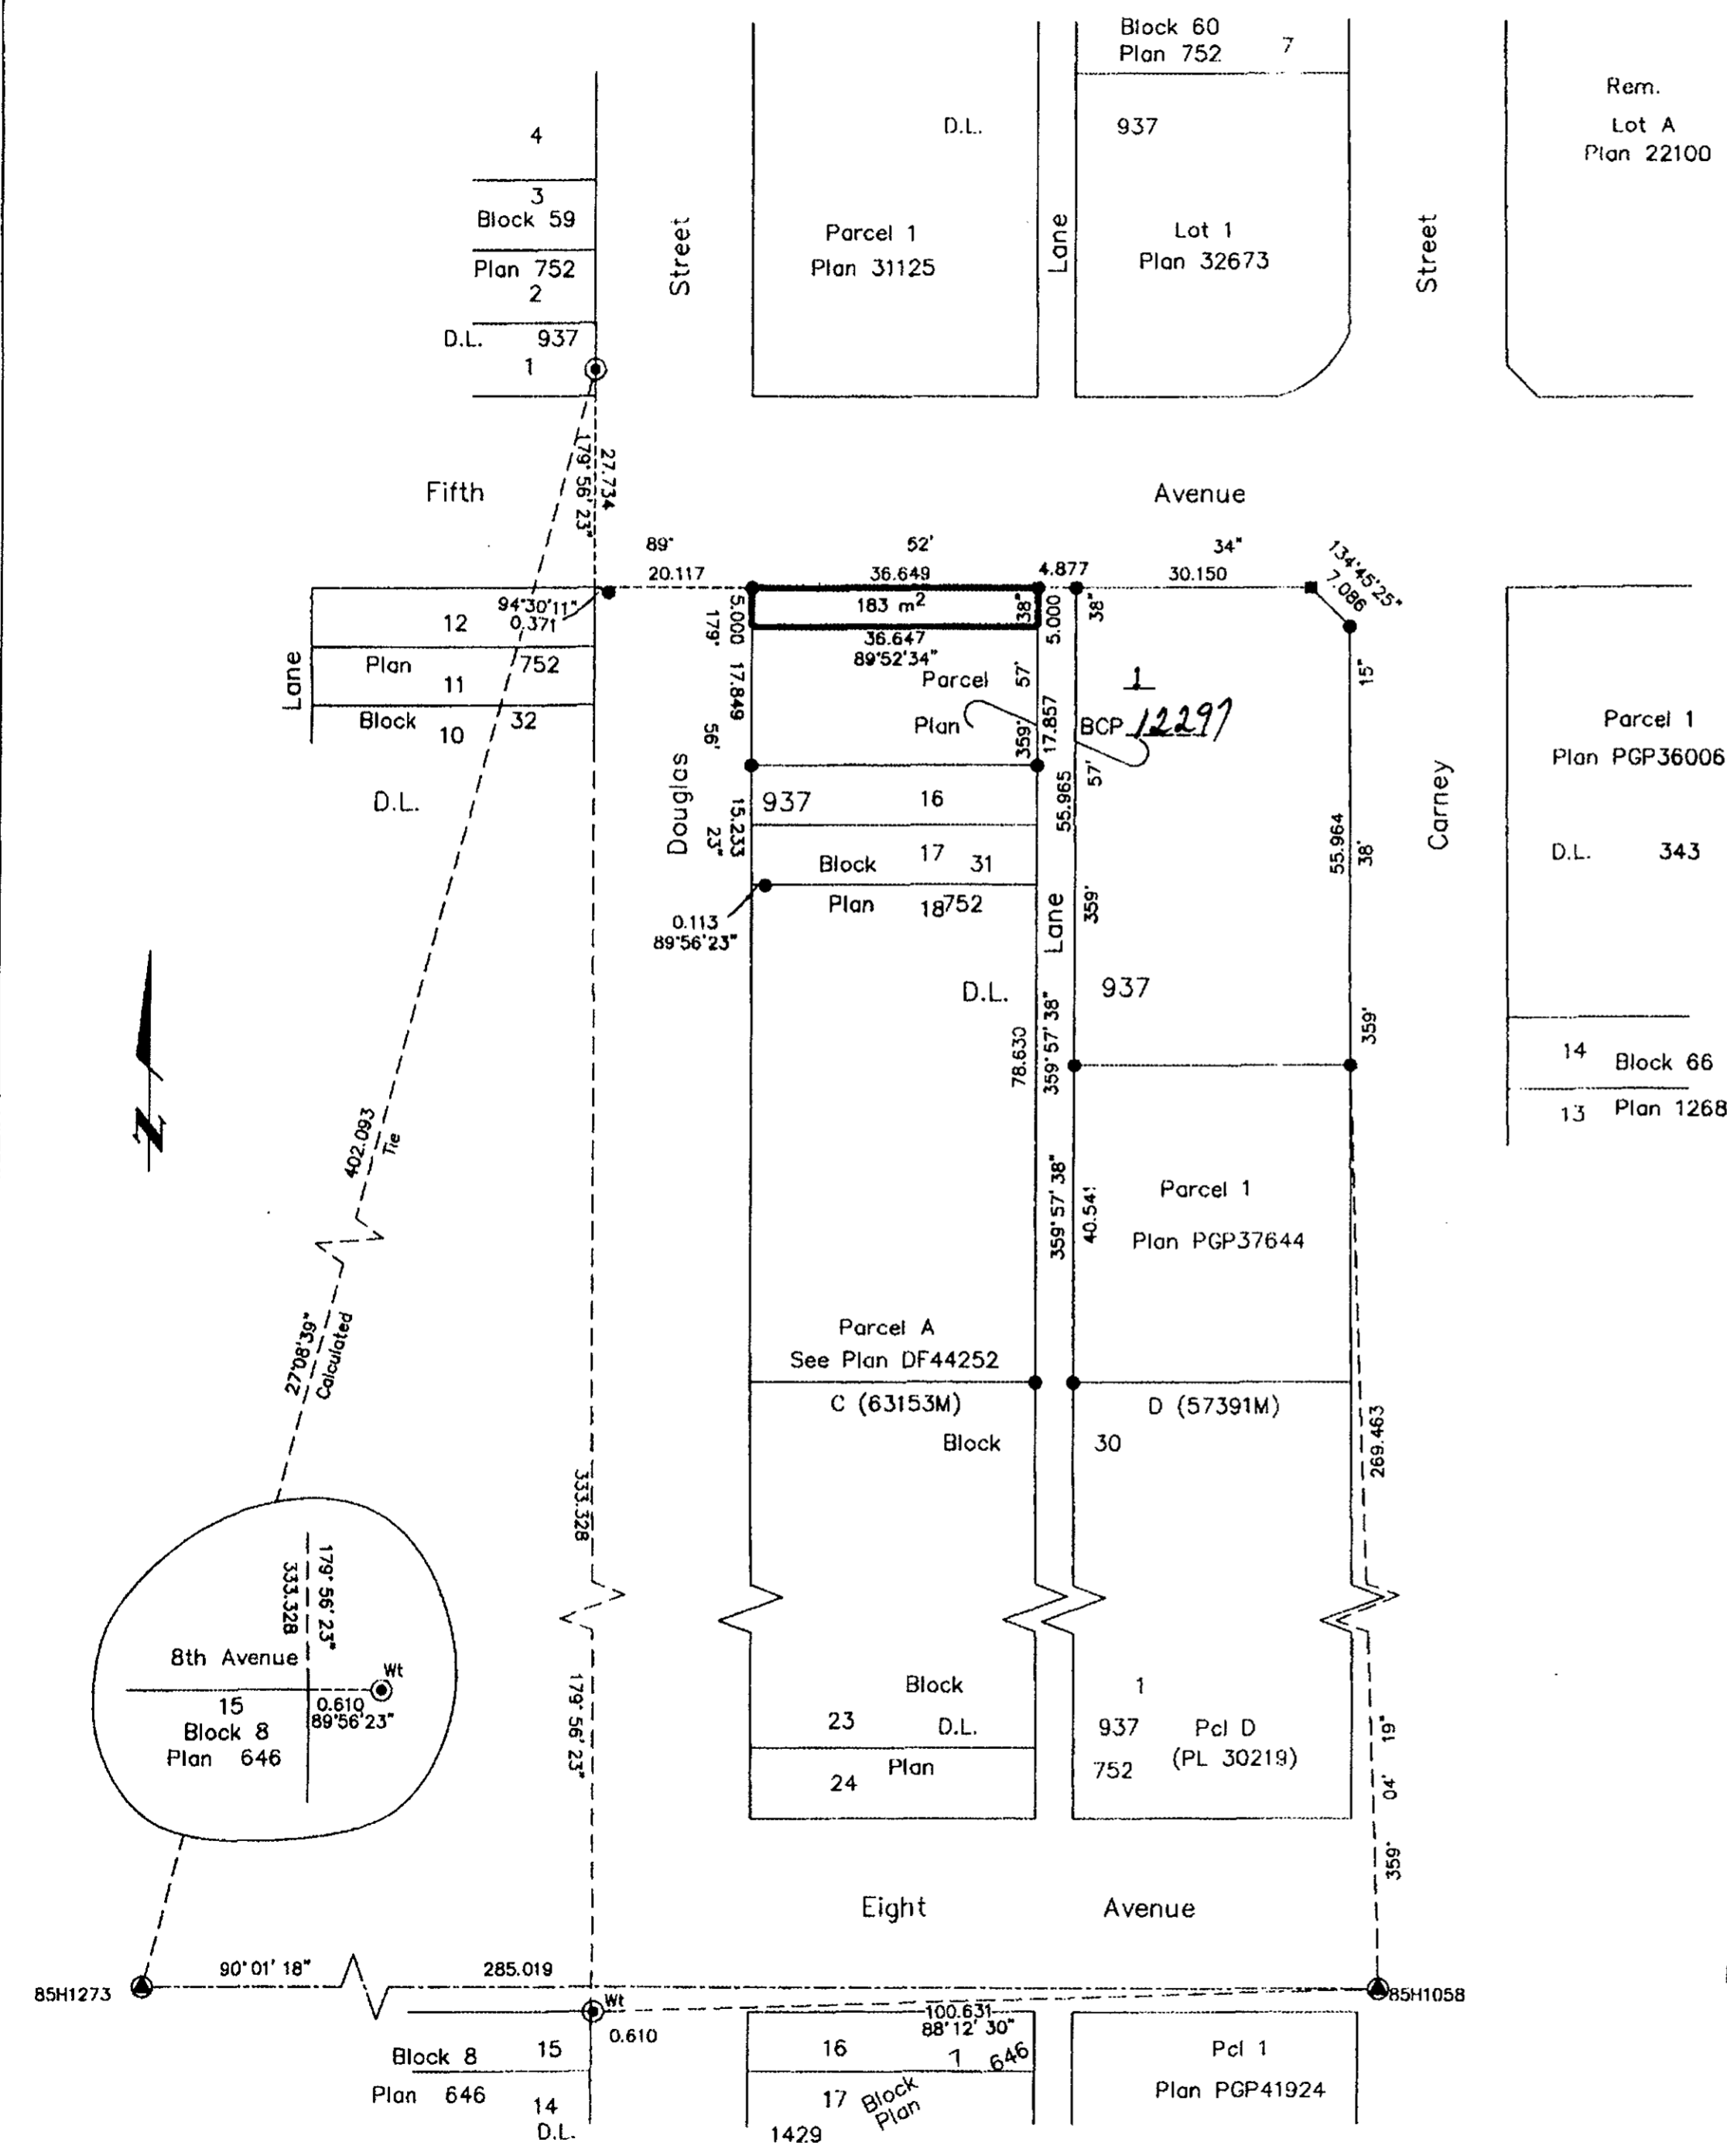 Block 60
Plan 752 7
Rem.
Lot A
Plan 22100
4
D.L. 937
3
Block 59
Plan 752
2
D.L. 937
1
Street
Parcel 1
Plan 31125
Lane
Lot 1
Plan 32673
Street
27.734
179° 56' 23"
Fifth Avenue
89° 52' 34"
20.117 36.649 4.877 30.150
134°45'25"
7.086
94°30'11"
0.371
12
Plan 752
11
Block 32
10
Lane
D.L.
183 m²
36.647
89°52'34"
5.000
179° 56' 23"
17.849
15.233
38"
57'
359°
5.000
17.857
38"
57'
359°
55.965
Parcel 1
Plan BCP 12297
15"
38'
359°
55.964
Douglas
Carney
Parcel 1
Plan PGP36006
D.L. 343
937 16
17
Block 31
Plan 752
18
0.113
89°56'23"
Lane
D.L. 937
14 Block 66
13 Plan 1268
N
78.630
359° 57' 38"
359° 57' 38"
40.541
402.093
Tie
27°08'39"
Calculated
Parcel 1
Plan PGP37644
Parcel A
See Plan DF44252
C (63153M) D (57391M)
Block 30
269.463
333.328
179° 56' 23"
333.328
179° 56' 23"
8th Avenue
Wt
15
0.610
89°56'23"
Block 8
Plan 646
Block 1
23 D.L. 937
Plan 752
24
Pcl D
(PL 30219)
359° 04' 19"
Eight Avenue
90° 01' 18" 285.019
85H1273
85H1058
Wt
0.610
100.631
88°12' 30"
Block 8 15
Plan 646
14
D.L.
16 7 646
17 Block
Plan
1429
Pcl 1
Plan PGP41924